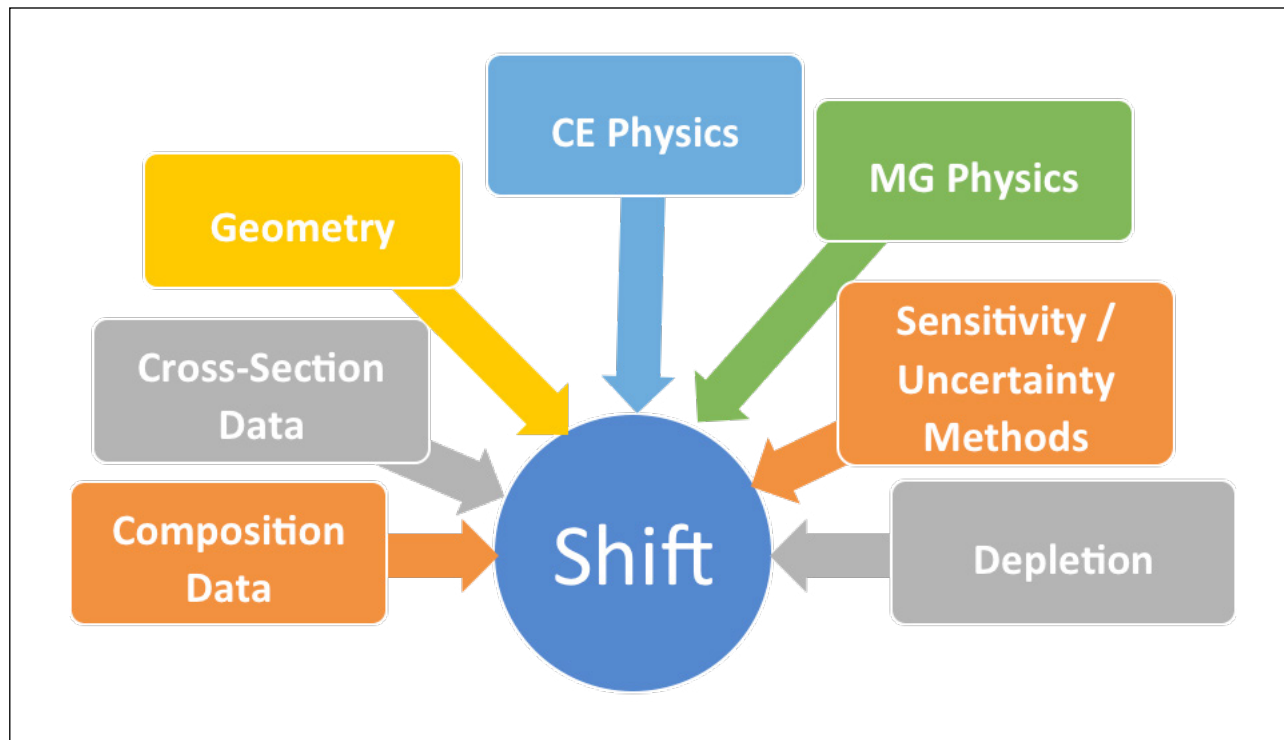 CE Physics
MG Physics
Geometry
Sensitivity /
Uncertainty
Methods
Cross-Section
Data
Composition
Data
Shift
Depletion